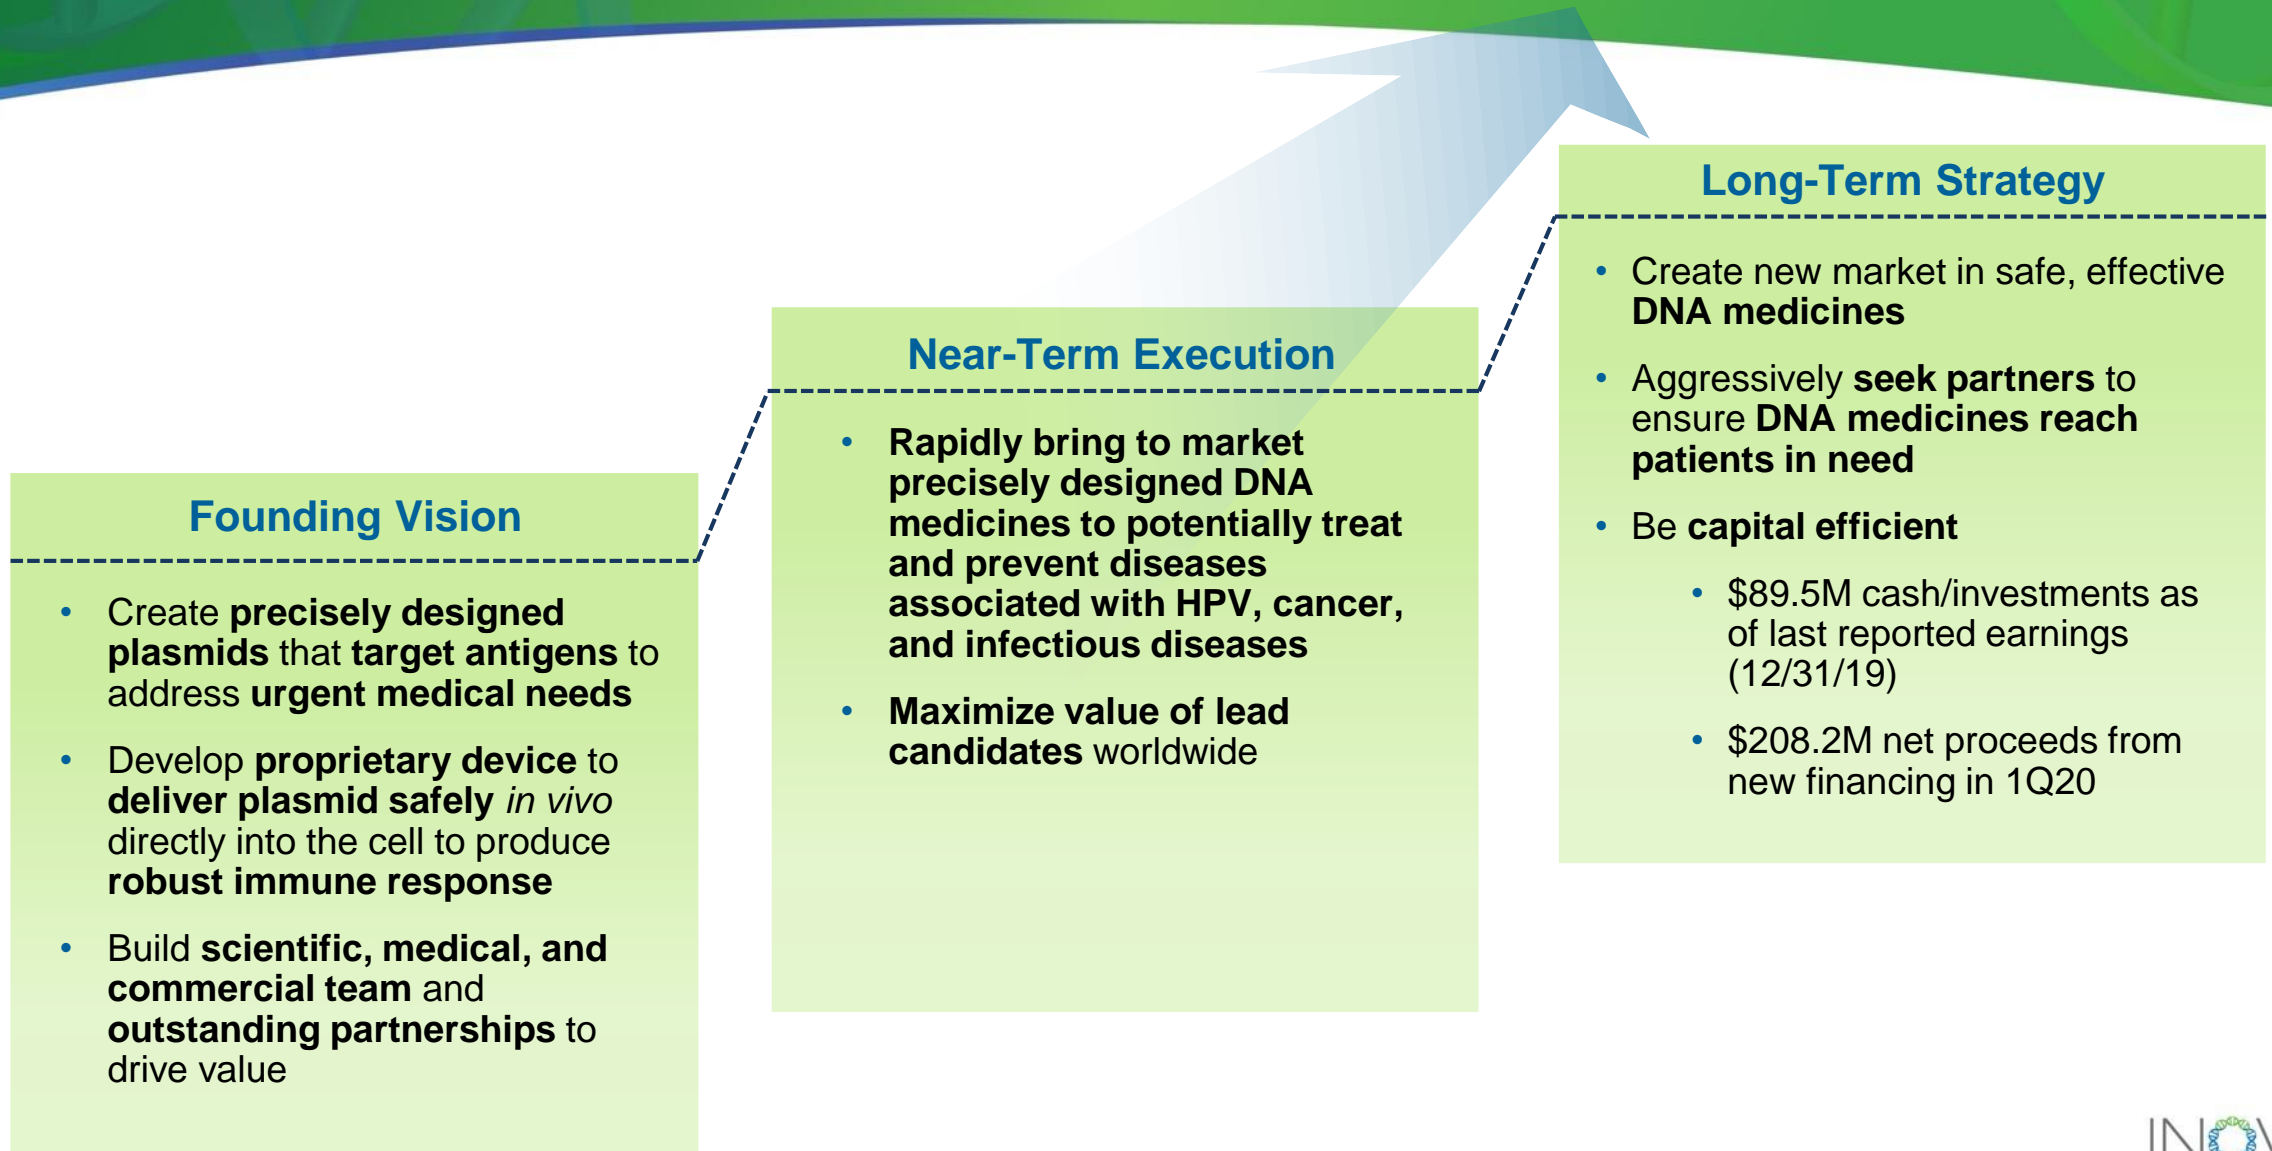 Founding Vision
• Create precisely designed
plasmids that target antigens to
address urgent medical needs
• Develop proprietary device to
deliver plasmid safely in vivo
directly into the cell to produce
robust immune response
• Build scientific, medical, and
commercial team and
outstanding partnerships to
drive value
Near-Term Execution
• Rapidly bring to market
precisely designed DNA
medicines to potentially treat
and prevent diseases
associated with HPV, cancer,
and infectious diseases
• Maximize value of lead
candidates worldwide
Long-Term Strategy
• Create new market in safe, effective
DNA medicines
• Aggressively seek partners to
ensure DNA medicines reach
patients in need
• Be capital efficient
• $89.5M cash/investments as
of last reported earnings
(12/31/19)
• $208.2M net proceeds from
new financing in 1Q20